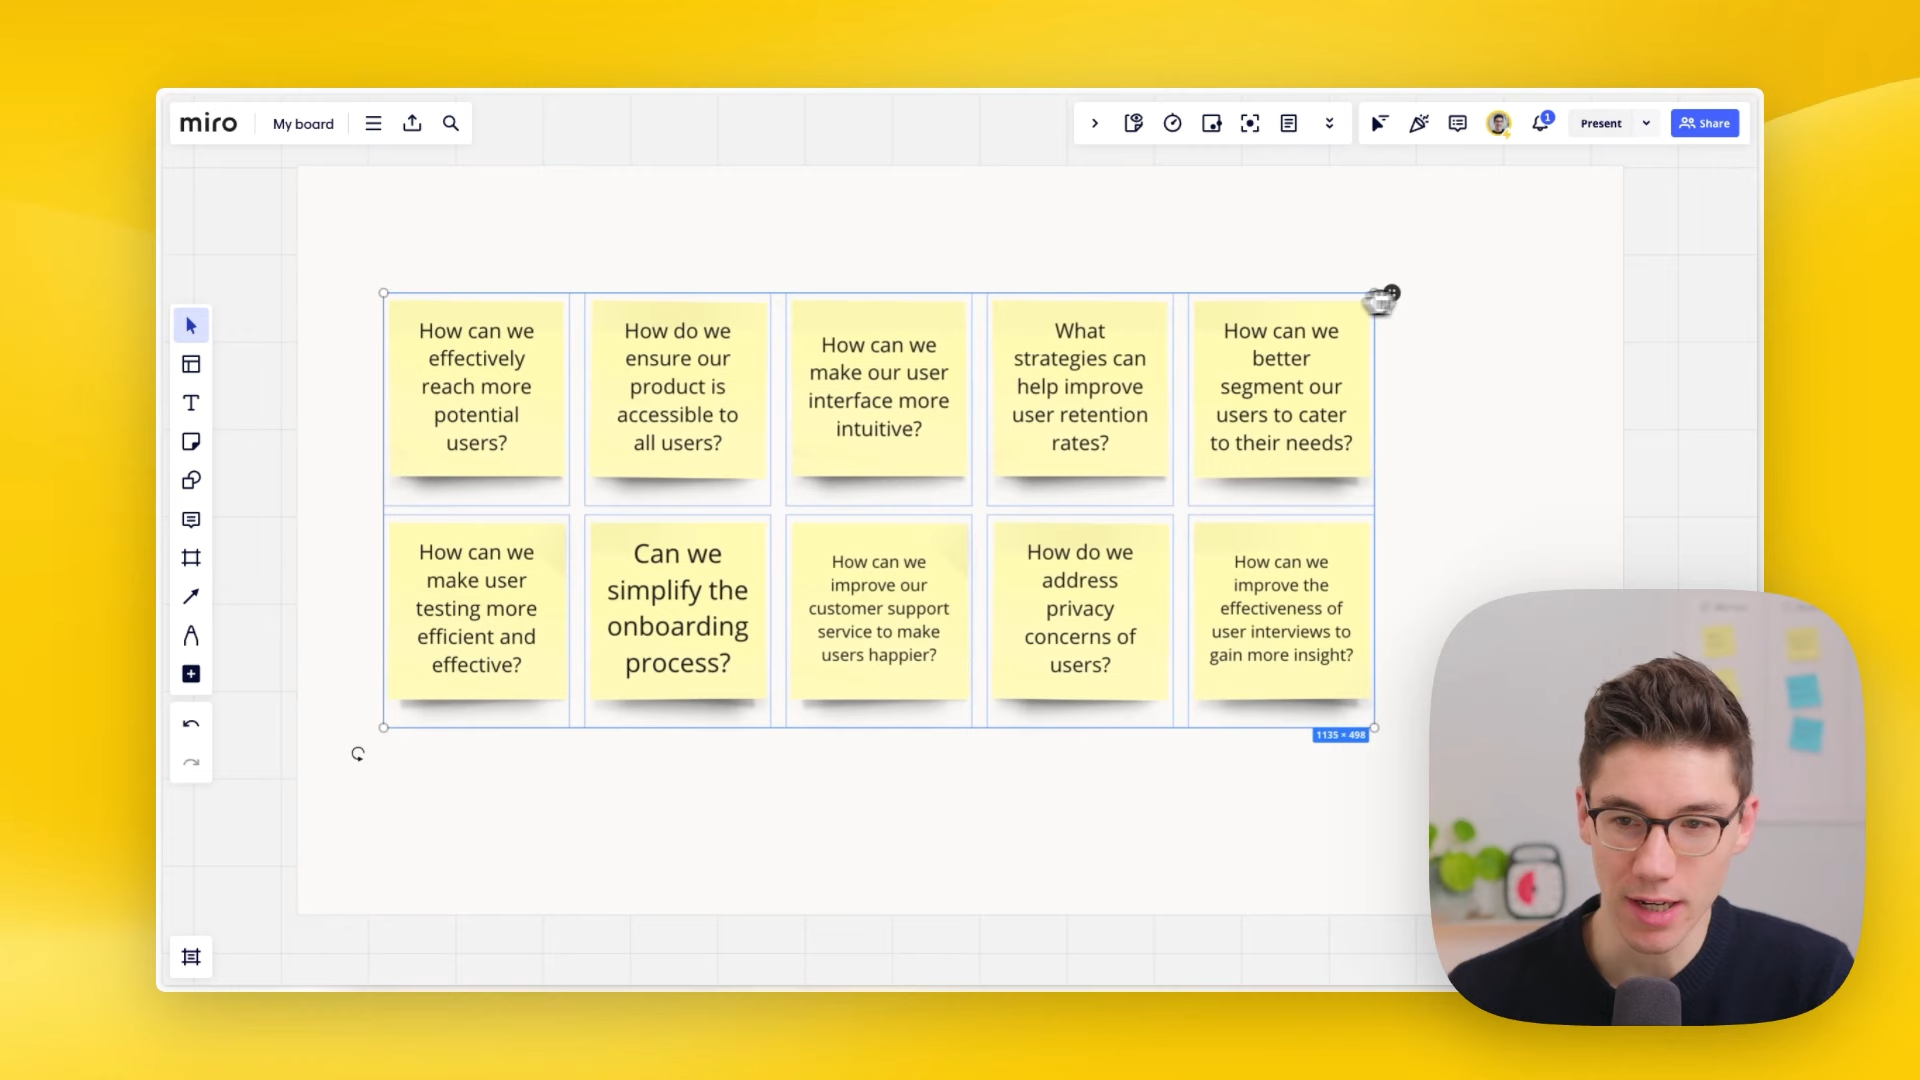 miro
My board
1
Present
Share
How can we
effectively
reach more
potential
users?
How do we
ensure our
product is
accessible to
all users?
How can we
make our user
interface more
intuitive?
What
strategies can
help improve
user retention
rates?
How can we
better
segment our
users to cater
to their needs?
How can we
make user
testing more
efficient and
effective?
Can we
simplify the
onboarding
process?
How can we
improve our
customer support
service to make
users happier?
How do we
address
privacy
concerns of
users?
How can we
improve the
effectiveness of
user interviews to
gain more insight?
1135 × 498